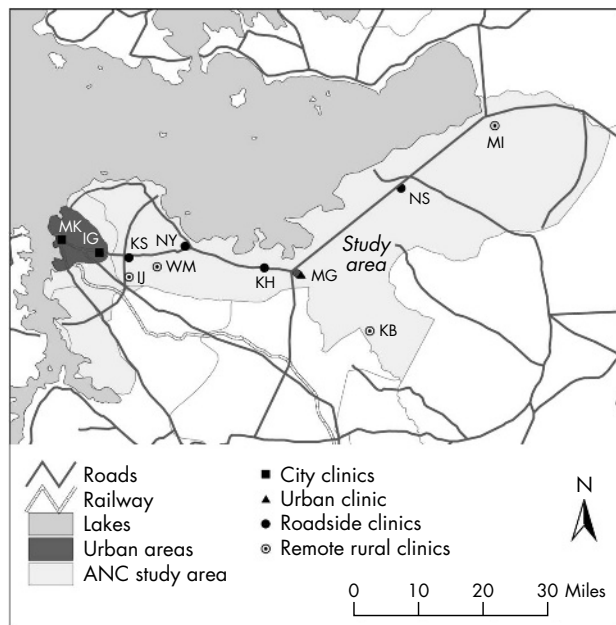 MI
NS
MK
IG
KS
NY
Study
area
IJ
WM
KH
MG
KB
Roads
Railway
Lakes
Urban areas
ANC study area
City clinics
Urban clinic
Roadside clinics
Remote rural clinics
N
0 10 20 30 Miles